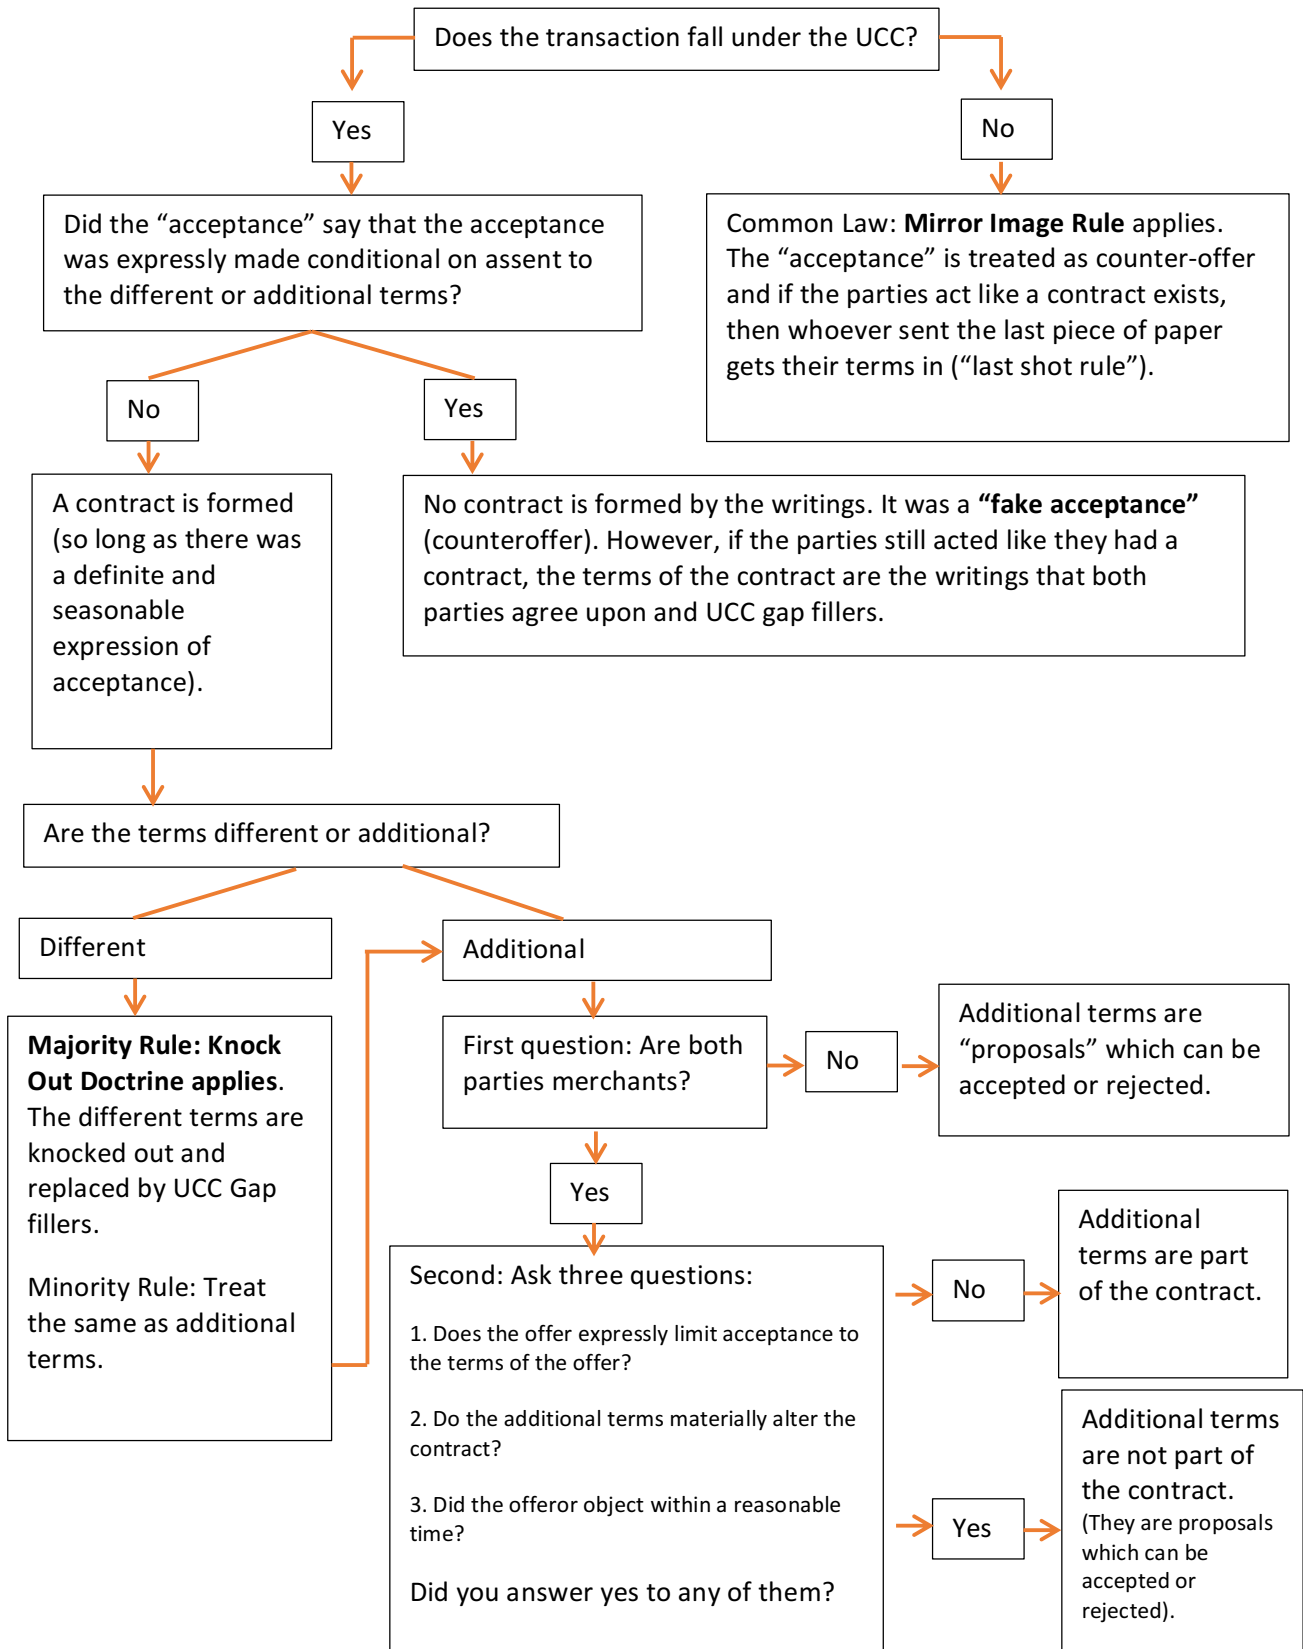 Does the transaction fall under the UCC?
Yes
No
Did the “acceptance” say that the acceptance
was expressly made conditional on assent to
the different or additional terms?
Common Law: Mirror Image Rule applies.
The “acceptance” is treated as counter-offer
and if the parties act like a contract exists,
then whoever sent the last piece of paper
gets their terms in (“last shot rule”).
No
Yes
A contract is formed
(so long as there was
a definite and
seasonable
expression of
acceptance).
No contract is formed by the writings. It was a “fake acceptance”
(counteroffer). However, if the parties still acted like they had a
contract, the terms of the contract are the writings that both
parties agree upon and UCC gap fillers.
Are the terms different or additional?
Different
Additional
Majority Rule: Knock
Out Doctrine applies.
The different terms are
knocked out and
replaced by UCC Gap
fillers.
Minority Rule: Treat
the same as additional
terms.
First question: Are both
parties merchants?
No
Additional terms are
“proposals” which can be
accepted or rejected.
Yes
Second: Ask three questions:
1. Does the offer expressly limit acceptance to
the terms of the offer?
2. Do the additional terms materially alter the
contract?
3. Did the offeror object within a reasonable
time?
Did you answer yes to any of them?
No
Additional
terms are part
of the contract.
Yes
Additional terms
are not part of
the contract.
(They are proposals
which can be
accepted or
rejected).